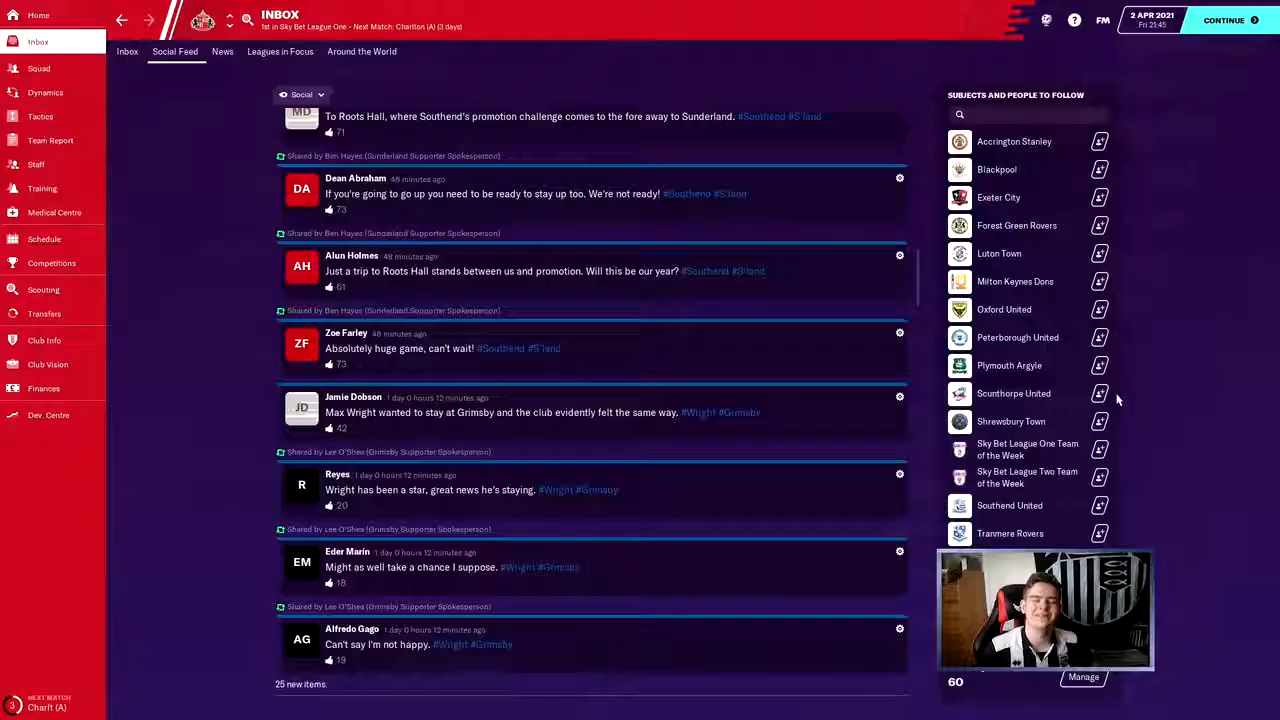 Home
Inbox
Squad
Dynamics
Tactics
Team Report
Staff
Training
Medical Centre
Schedule
Competitions
Scouting
Transfers
Club Info
Club Vision
Finances
Dev. Centre
3
NEXT MATCH
Charlt (A)
INBOX
1st in Sky Bet League One - Next Match: Charlton (A) (3 days)
?
FM
2 APR 2021
Fri 21:45
CONTINUE
Inbox
Social Feed
News
Leagues in Focus
Around the World
Social
MD
To Roots Hall, where Southend's promotion challenge comes to the fore away to Sunderland. #Southend #S'land
71
Shared by Ben Hayes (Sunderland Supporter Spokesperson)
DA
Dean Abraham 48 minutes ago
If you're going to go up you need to be ready to stay up too. We're not ready! #Southend #S'land
73
Shared by Ben Hayes (Sunderland Supporter Spokesperson)
AH
Alun Holmes 48 minutes ago
Just a trip to Roots Hall stands between us and promotion. Will this be our year? #Southend #S'land
61
Shared by Ben Hayes (Sunderland Supporter Spokesperson)
ZF
Zoe Farley 48 minutes ago
Absolutely huge game, can't wait! #Southend #S'land
73
JD
Jamie Dobson 1 day 0 hours 12 minutes ago
Max Wright wanted to stay at Grimsby and the club evidently felt the same way. #Wright #Grimsby
42
Shared by Lee O'Shea (Grimsby Supporter Spokesperson)
R
Reyes 1 day 0 hours 12 minutes ago
Wright has been a star, great news he's staying. #Wright #Grimsby
20
Shared by Lee O'Shea (Grimsby Supporter Spokesperson)
EM
Eder Marín 1 day 0 hours 12 minutes ago
Might as well take a chance I suppose. #Wright #Grimsby
18
Shared by Lee O'Shea (Grimsby Supporter Spokesperson)
AG
Alfredo Gago 1 day 0 hours 12 minutes ago
Can't say I'm not happy. #Wright #Grimsby
19
25 new items.
SUBJECTS AND PEOPLE TO FOLLOW
Accrington Stanley
Blackpool
Exeter City
Forest Green Rovers
Luton Town
Milton Keynes Dons
Oxford United
Peterborough United
Plymouth Argyle
Scunthorpe United
Shrewsbury Town
Sky Bet League One Team
of the Week
Sky Bet League Two Team
of the Week
Southend United
Tranmere Rovers
60
Manage